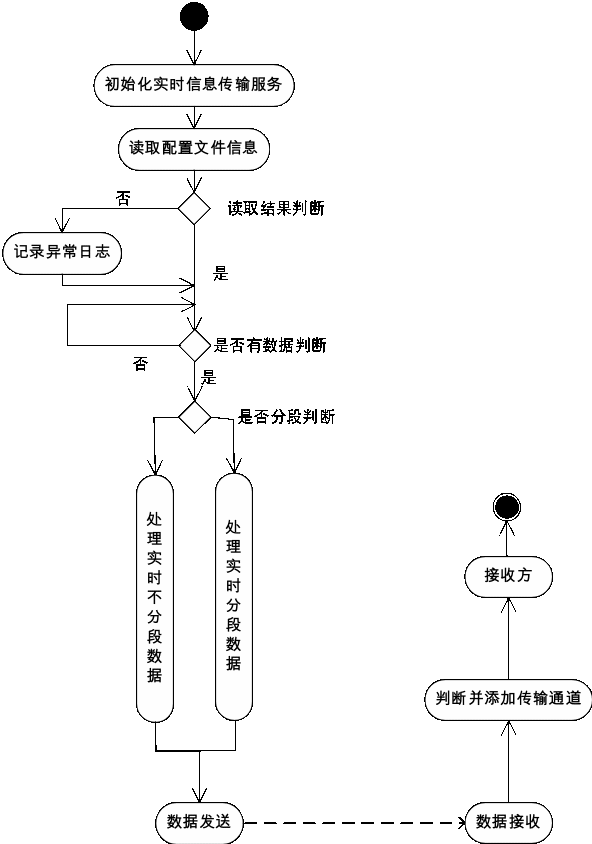 初始化实时信息传输服务
读取配置文件信息
否
读取结果判断
记录异常日志
是
是否有数据判断
否
是
是否分段判断
处理实时不分段数据
处理实时分段数据
接收方
判断并添加传输通道
数据发送
数据接收